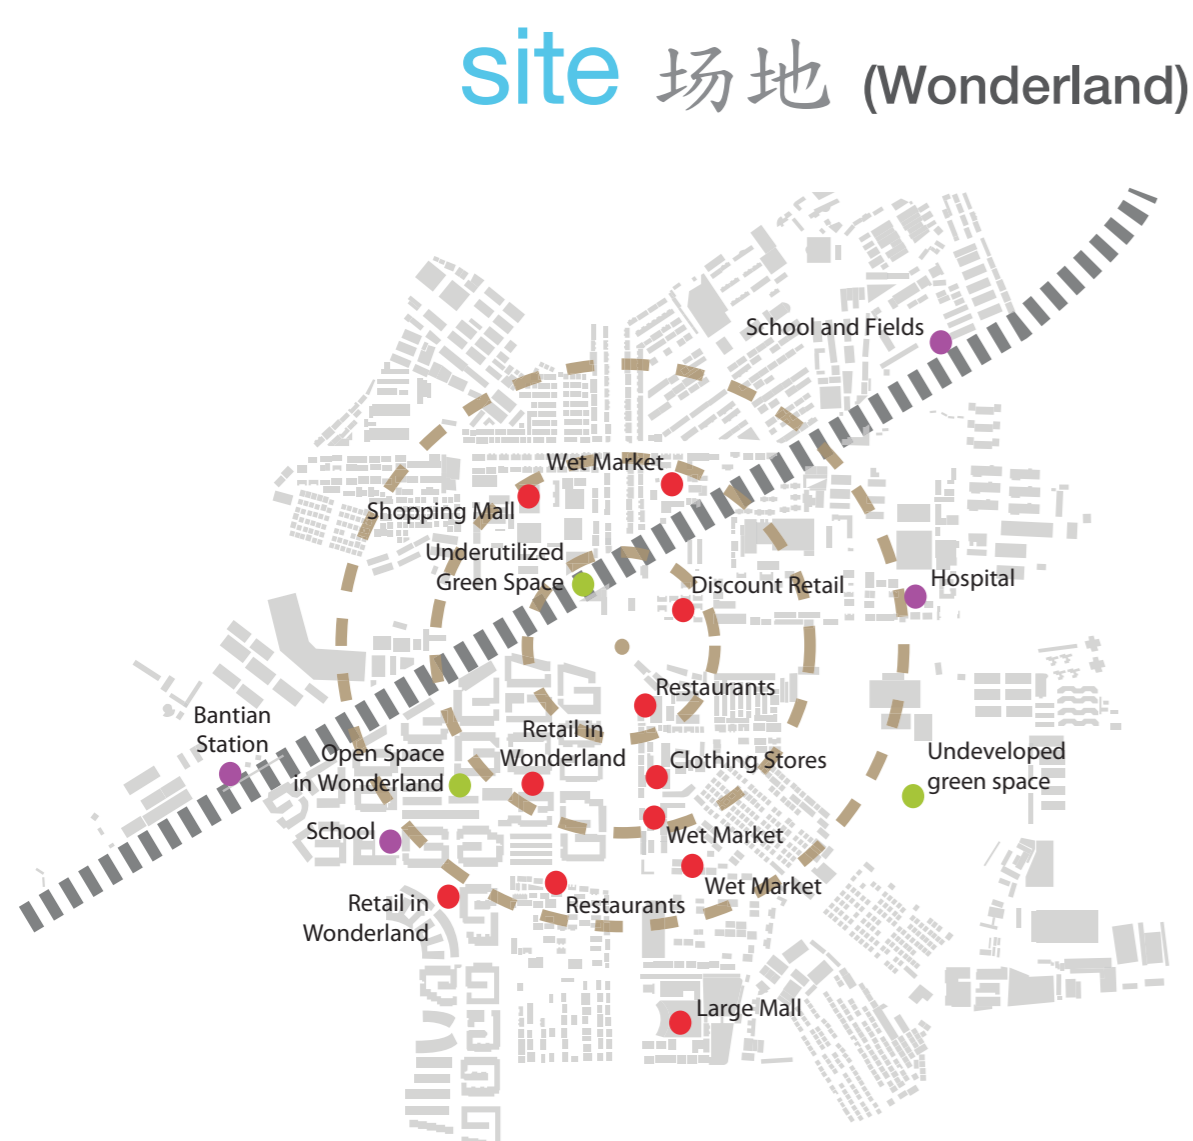 site 场地 (Wonderland)
School and Fields
Wet Market
Shopping Mall
Underutilized
Green Space
Discount Retail
Hospital
Restaurants
Bantian
Station
Retail in
Wonderland
Open Space
in Wonderland
Clothing Stores
Undeveloped
green space
School
Wet Market
Wet Market
Retail in
Wonderland
Restaurants
Large Mall